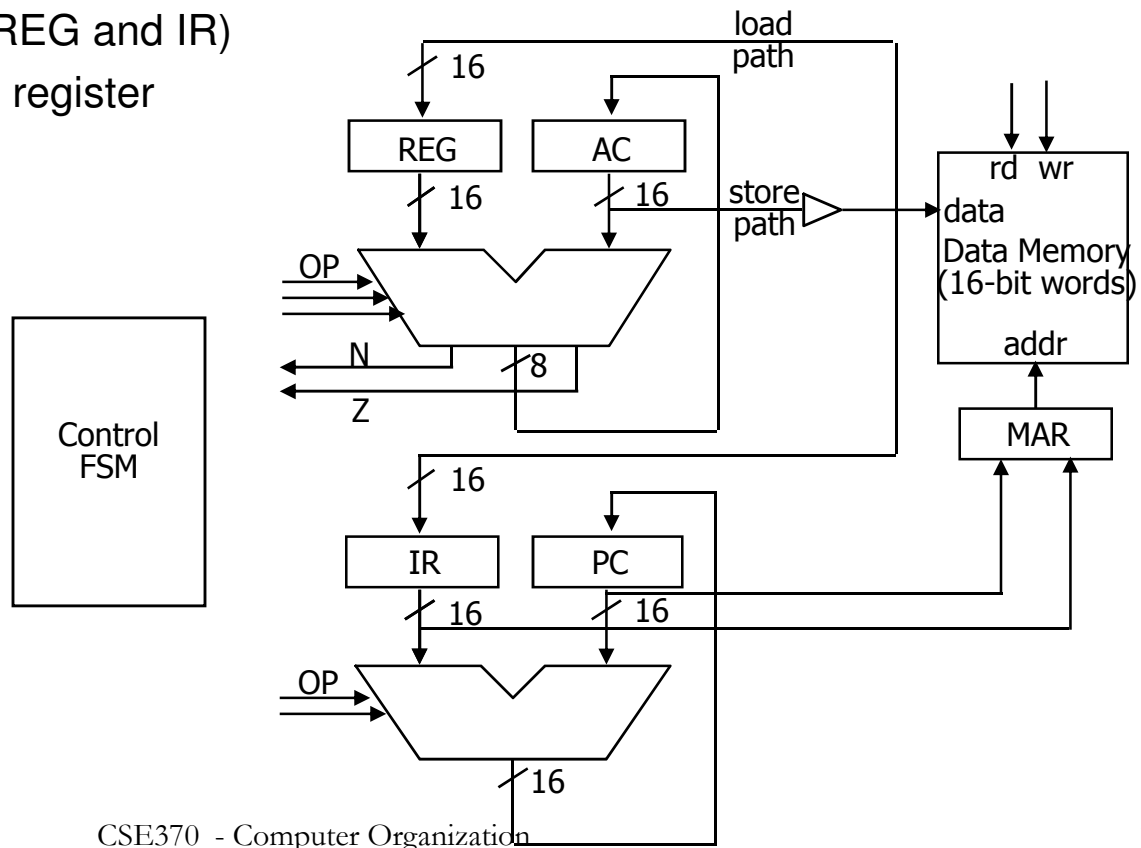 REG and IR)
register
load
path
16
REG
AC
rd wr
16
16
store
path
data
Data Memory
(16-bit words)
OP
addr
N
8
Z
MAR
Control
FSM
16
IR
PC
16
16
OP
16
CSE370 - Computer Organization